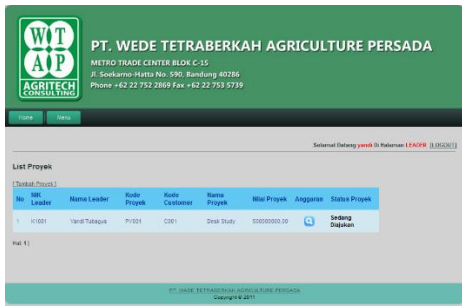 W T
A P
AGRITECH
CONSULTING
PT. WEDE TETRABERKAH AGRICULTURE PERSADA
METRO TRADE CENTER BLOK C-15
Jl. Soekarno-Hatta No. 590, Bandung 40286
Phone +62 22 752 2869 Fax +62 22 753 5739
Home Menu
Selamat Datang yandi Di Halaman LEADER [LOGOUT]
List Proyek
[ Tambah Proyek ]
No NIK Leader Nama Leader Kode Proyek Kode Customer Nama Proyek Nilai Proyek Anggaran Status Proyek
1 K1001 Yandi Tubagus PY001 C001 Desk Study 500000000.00 Sedang Diajukan
Hal: 1 |
PT. WEDE TETRABERKAH AGRICULTURE PERSADA
Copyright © 2011